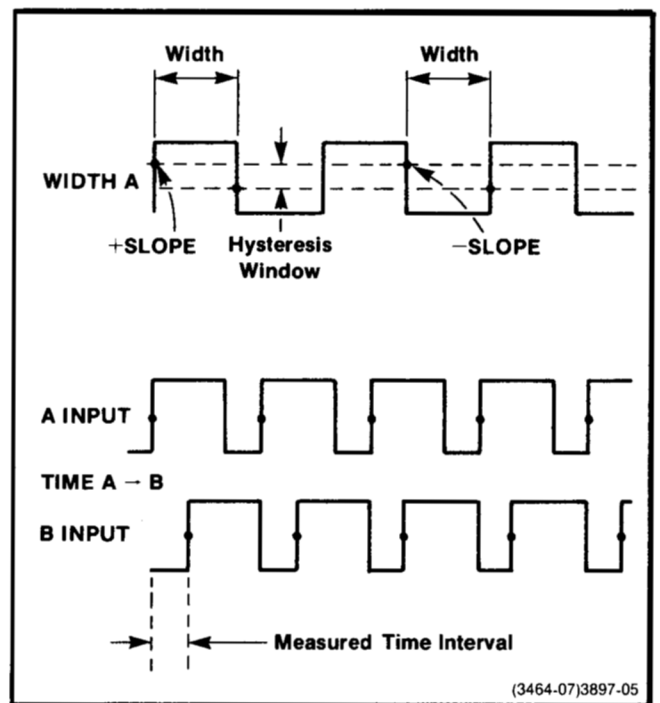 Width
Width
WIDTH A
+SLOPE
Hysteresis
Window
−SLOPE
A INPUT
TIME A → B
B INPUT
Measured Time Interval
(3464-07)3897-05